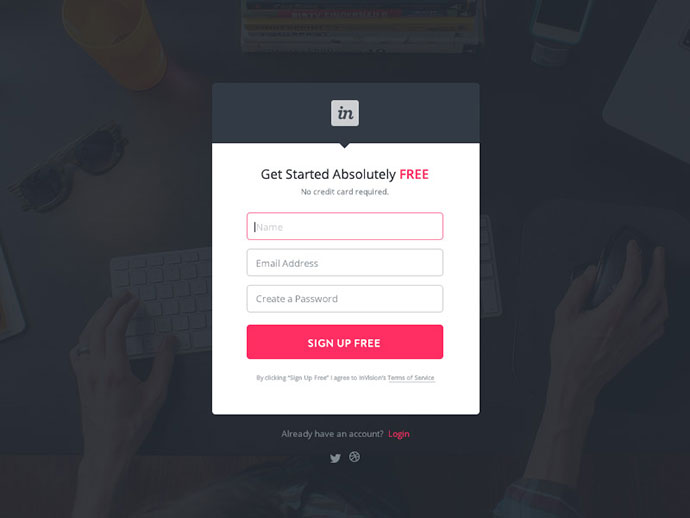 in
Get Started Absolutely FREE
No credit card required.
Name
Email Address
Create a Password
SIGN UP FREE
By clicking "Sign Up Free" I agree to InVision's Terms of Service
Already have an account? Login